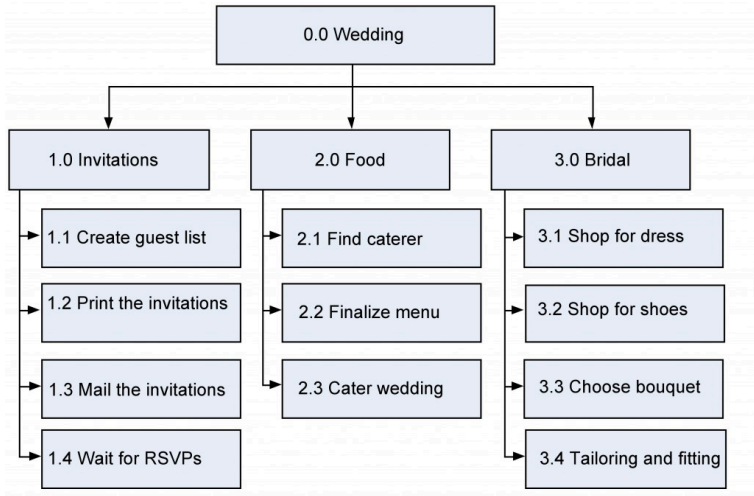 0.0 Wedding
1.0 Invitations
1.1 Create guest list
1.2 Print the invitations
1.3 Mail the invitations
1.4 Wait for RSVPs
2.0 Food
2.1 Find caterer
2.2 Finalize menu
2.3 Cater wedding
3.0 Bridal
3.1 Shop for dress
3.2 Shop for shoes
3.3 Choose bouquet
3.4 Tailoring and fitting